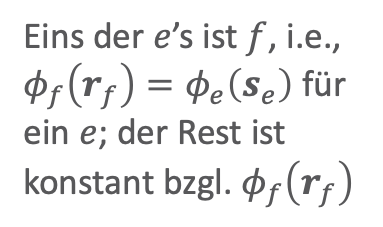 Eins der e's ist f, i.e.,
ϕ_f(r_f) = ϕ_e(s_e) für
ein e; der Rest ist
konstant bzgl. ϕ_f(r_f)